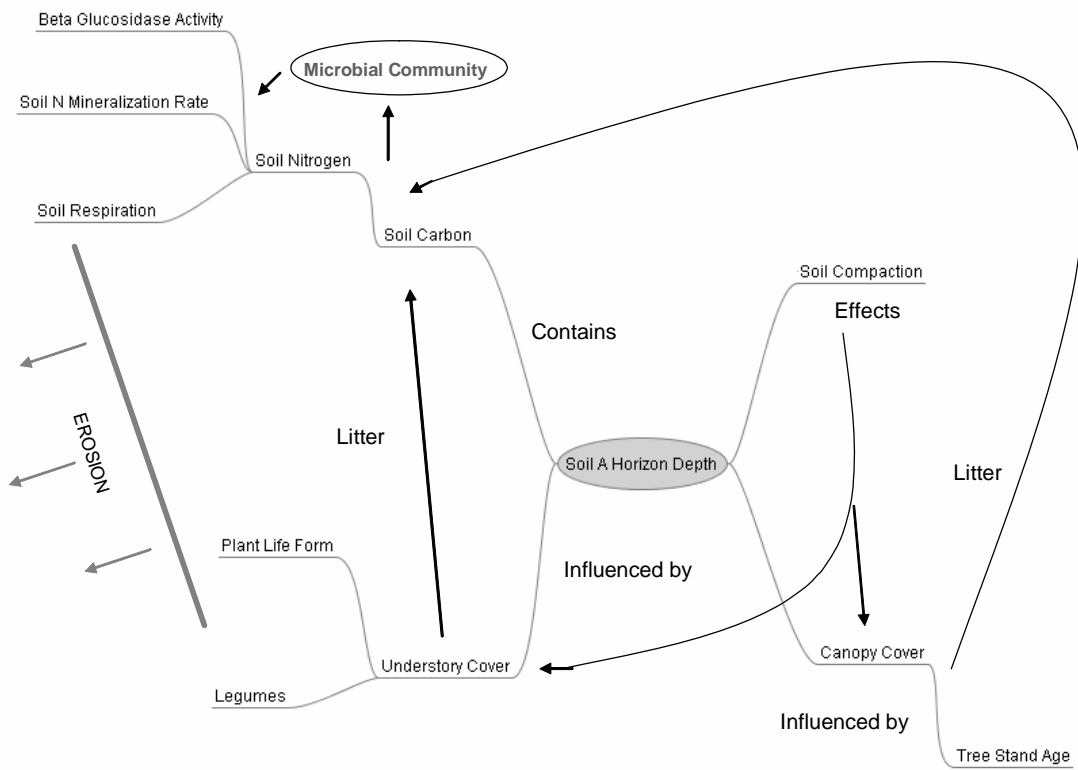 Beta Glucosidase Activity
Microbial Community
Soil N Mineralization Rate
Soil Nitrogen
Soil Respiration
Soil Carbon
Soil Compaction
Effects
Contains
EROSION
Litter
Soil A Horizon Depth
Litter
Plant Life Form
Influenced by
Understory Cover
Canopy Cover
Legumes
Influenced by
Tree Stand Age